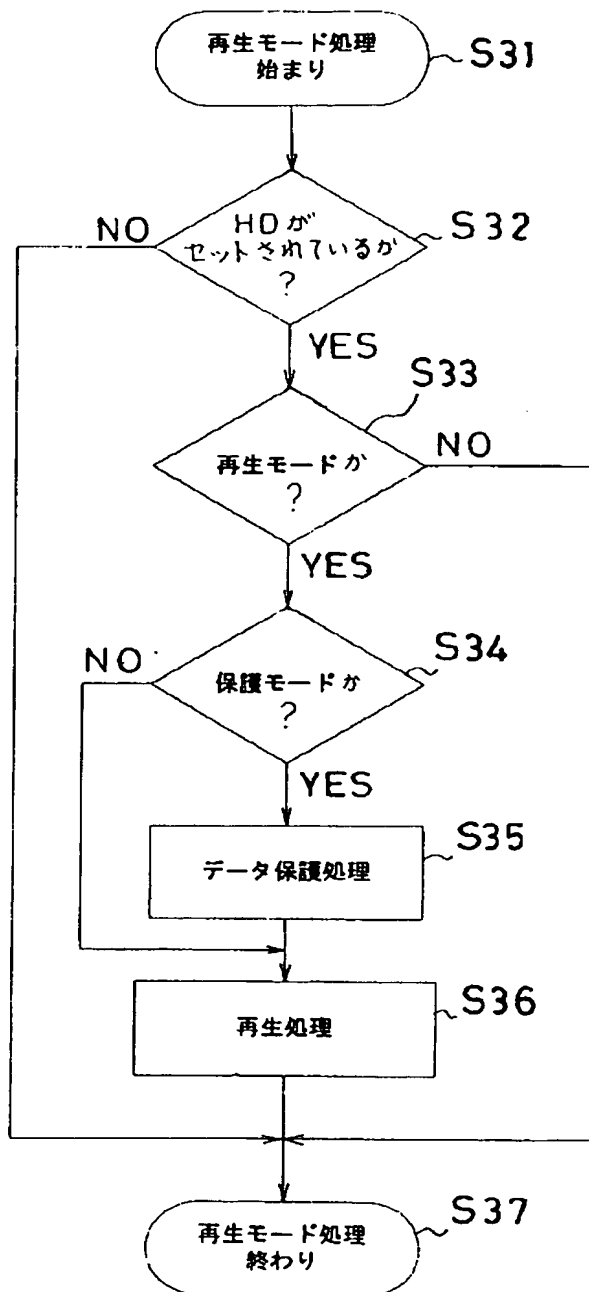 再生モード処理
始まり
S31
HDが
セットされているか
?
S32
NO
YES
S33
再生モードか
?
NO
YES
S34
保護モードか
?
NO
YES
S35
データ保護処理
S36
再生処理
S37
再生モード処理
終わり